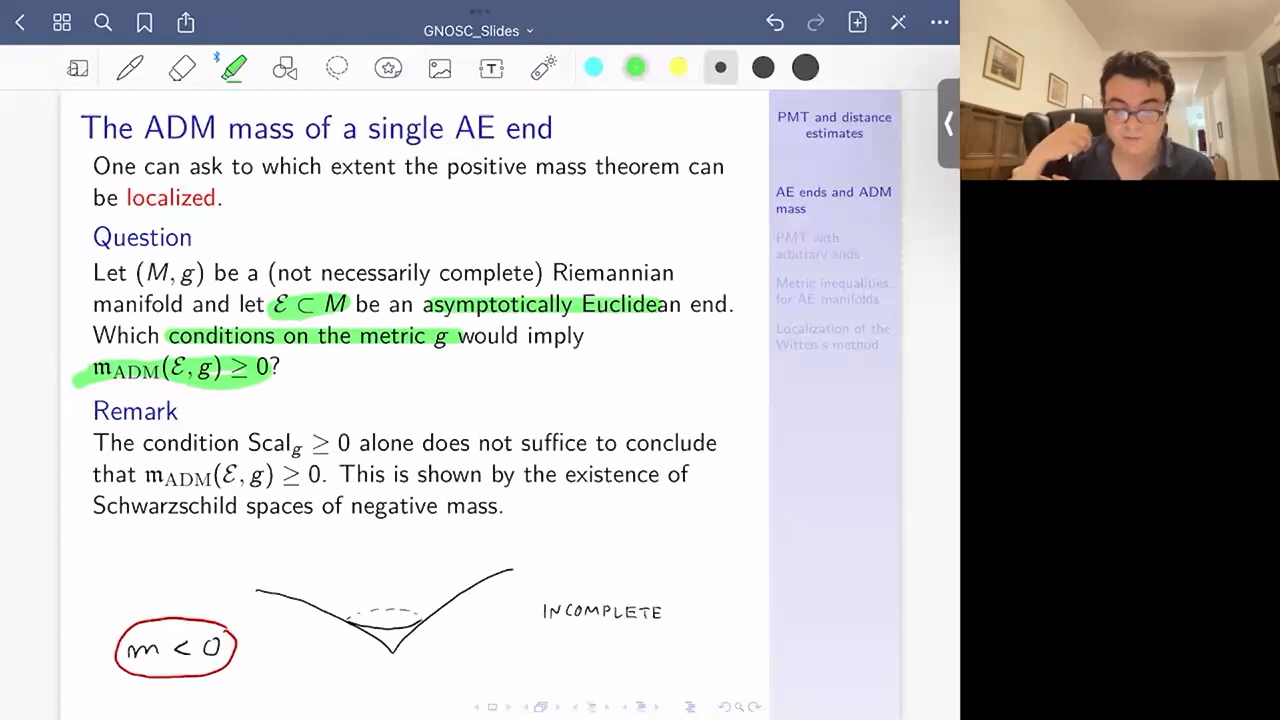 GNOSC_Slides
The ADM mass of a single AE end
One can ask to which extent the positive mass theorem can
be localized.
Question
Let (M, g) be a (not necessarily complete) Riemannian
manifold and let ℰ ⊂ M be an asymptotically Euclidean end.
Which conditions on the metric g would imply
𝔪ADM(ℰ, g) ≥ 0?
Remark
The condition Scal_g ≥ 0 alone does not suffice to conclude
that 𝔪ADM(ℰ, g) ≥ 0. This is shown by the existence of
Schwarzschild spaces of negative mass.
INCOMPLETE
m < 0
PMT and distance
estimates
AE ends and ADM
mass
PMT with
arbitrary ends
Metric inequalities
for AE manifolds
Localization of the
Witten's method